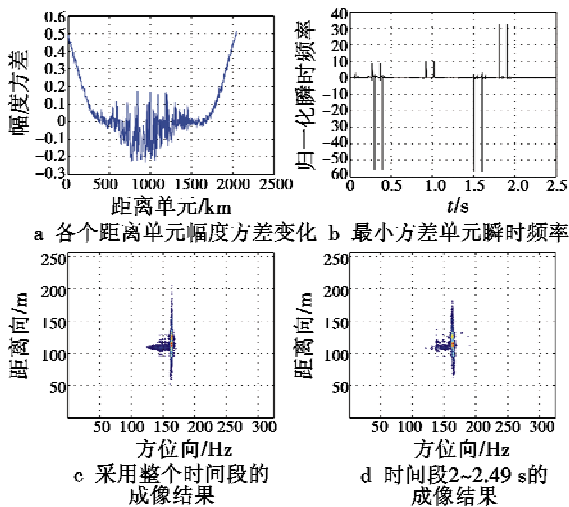 0.6
0.5
0.4
0.3
0.2
0.1
0
−0.1
−0.2
−0.3
幅度方差
0 500 1000 1500 2000 2500
距离单元/km
a 各个距离单元幅度方差变化
40
30
20
10
0
−10
−20
−30
−40
−50
−60
归一化瞬时频率
0 0.5 1.0 1.5 2.0 2.5
t/s
b 最小方差单元瞬时频率
250
200
150
100
50
距离向/m
50 100 150 200 250 300
方位向/Hz
c 采用整个时间段的
成像结果
250
200
150
100
50
0
距离向/m
50 100 150 200 250 300
方位向/Hz
d 时间段2~2.49 s的
成像结果